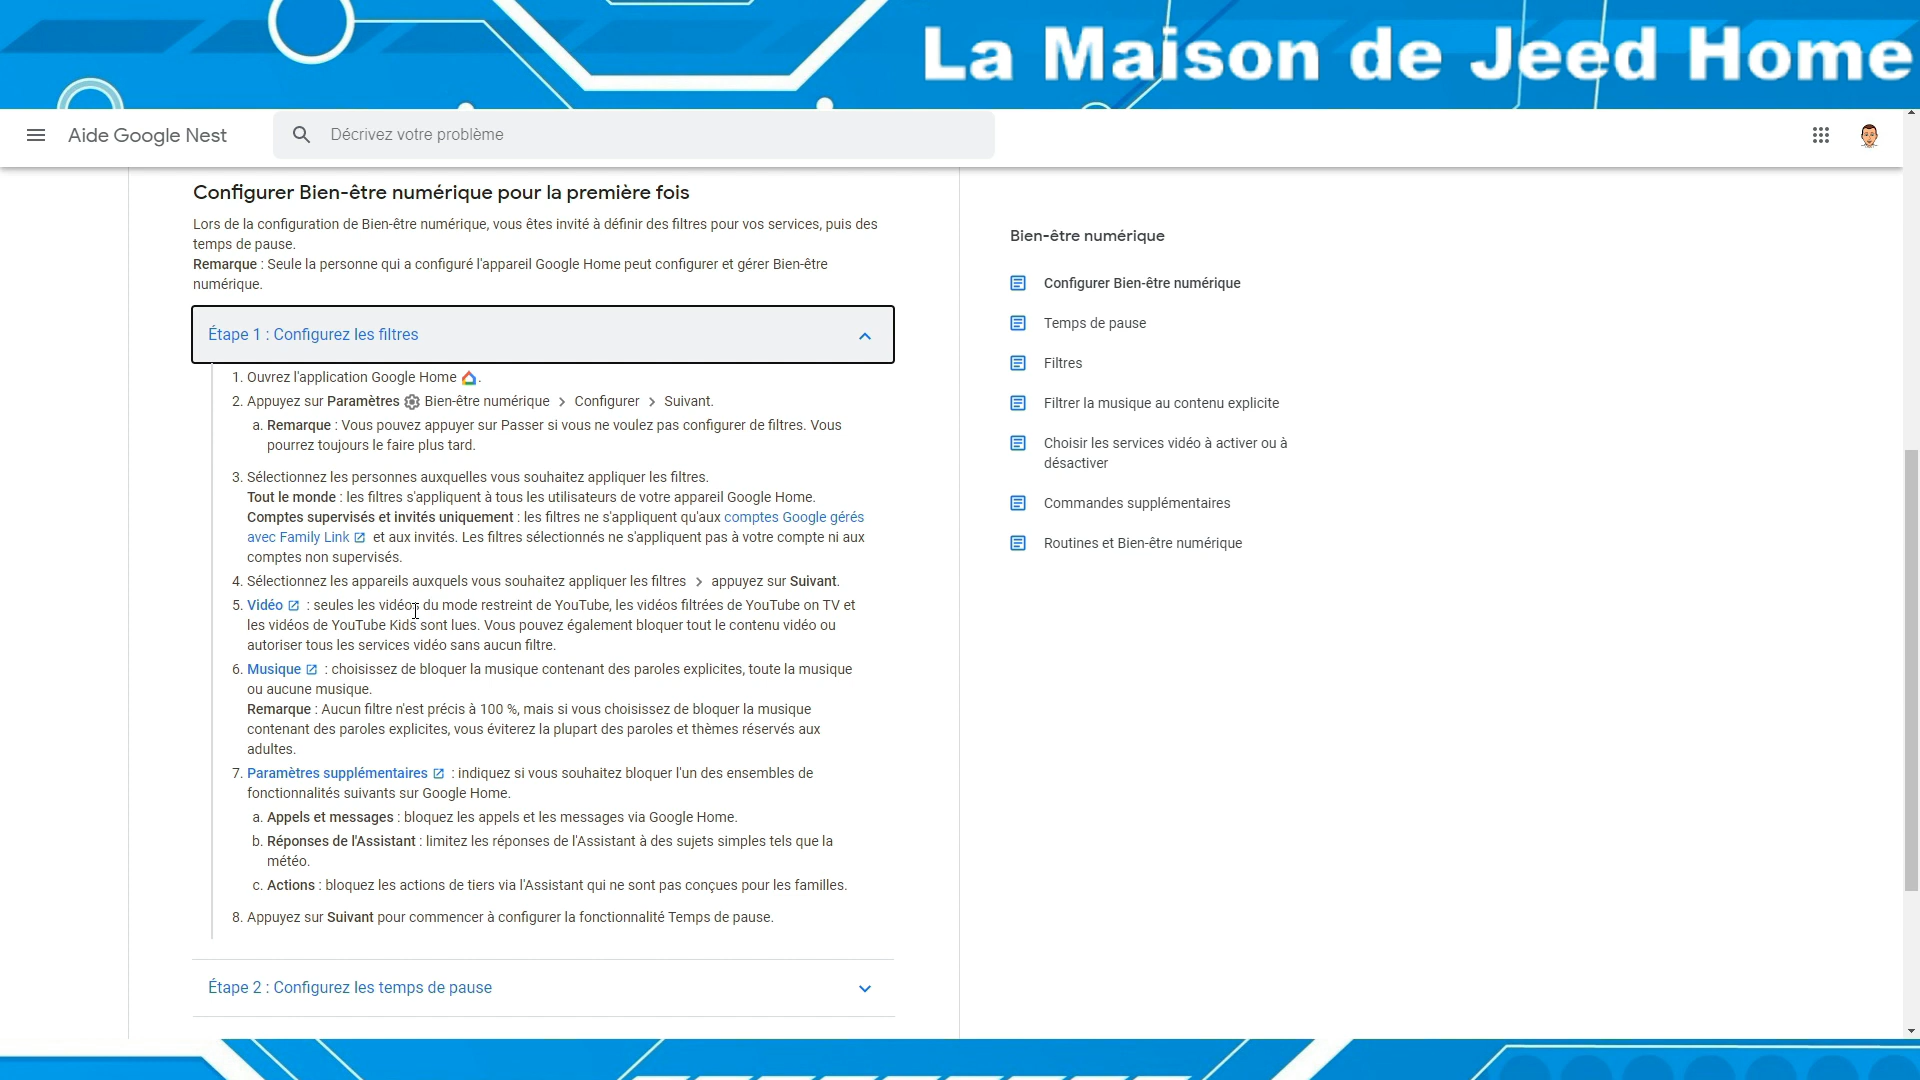 La Maison de Jeed Home
Aide Google Nest
Décrivez votre problème
Configurer Bien-être numérique pour la première fois
Lors de la configuration de Bien-être numérique, vous êtes invité à définir des filtres pour vos services, puis des
temps de pause.
Remarque : Seule la personne qui a configuré l'appareil Google Home peut configurer et gérer Bien-être
numérique.
Étape 1 : Configurez les filtres
1. Ouvrez l'application Google Home .
2. Appuyez sur Paramètres Bien-être numérique > Configurer > Suivant.
a. Remarque : Vous pouvez appuyer sur Passer si vous ne voulez pas configurer de filtres. Vous
pourrez toujours le faire plus tard.
3. Sélectionnez les personnes auxquelles vous souhaitez appliquer les filtres.
Tout le monde : les filtres s'appliquent à tous les utilisateurs de votre appareil Google Home.
Comptes supervisés et invités uniquement : les filtres ne s'appliquent qu'aux comptes Google gérés
avec Family Link et aux invités. Les filtres sélectionnés ne s'appliquent pas à votre compte ni aux
comptes non supervisés.
4. Sélectionnez les appareils auxquels vous souhaitez appliquer les filtres > appuyez sur Suivant.
5. Vidéo : seules les vidéos du mode restreint de YouTube, les vidéos filtrées de YouTube on TV et
les vidéos de YouTube Kids sont lues. Vous pouvez également bloquer tout le contenu vidéo ou
autoriser tous les services vidéo sans aucun filtre.
6. Musique : choisissez de bloquer la musique contenant des paroles explicites, toute la musique
ou aucune musique.
Remarque : Aucun filtre n'est précis à 100 %, mais si vous choisissez de bloquer la musique
contenant des paroles explicites, vous éviterez la plupart des paroles et thèmes réservés aux
adultes.
7. Paramètres supplémentaires : indiquez si vous souhaitez bloquer l'un des ensembles de
fonctionnalités suivants sur Google Home.
a. Appels et messages : bloquez les appels et les messages via Google Home.
b. Réponses de l'Assistant : limitez les réponses de l'Assistant à des sujets simples tels que la
météo.
c. Actions : bloquez les actions de tiers via l'Assistant qui ne sont pas conçues pour les familles.
8. Appuyez sur Suivant pour commencer à configurer la fonctionnalité Temps de pause.
Étape 2 : Configurez les temps de pause
Bien-être numérique
Configurer Bien-être numérique
Temps de pause
Filtres
Filtrer la musique au contenu explicite
Choisir les services vidéo à activer ou à
désactiver
Commandes supplémentaires
Routines et Bien-être numérique